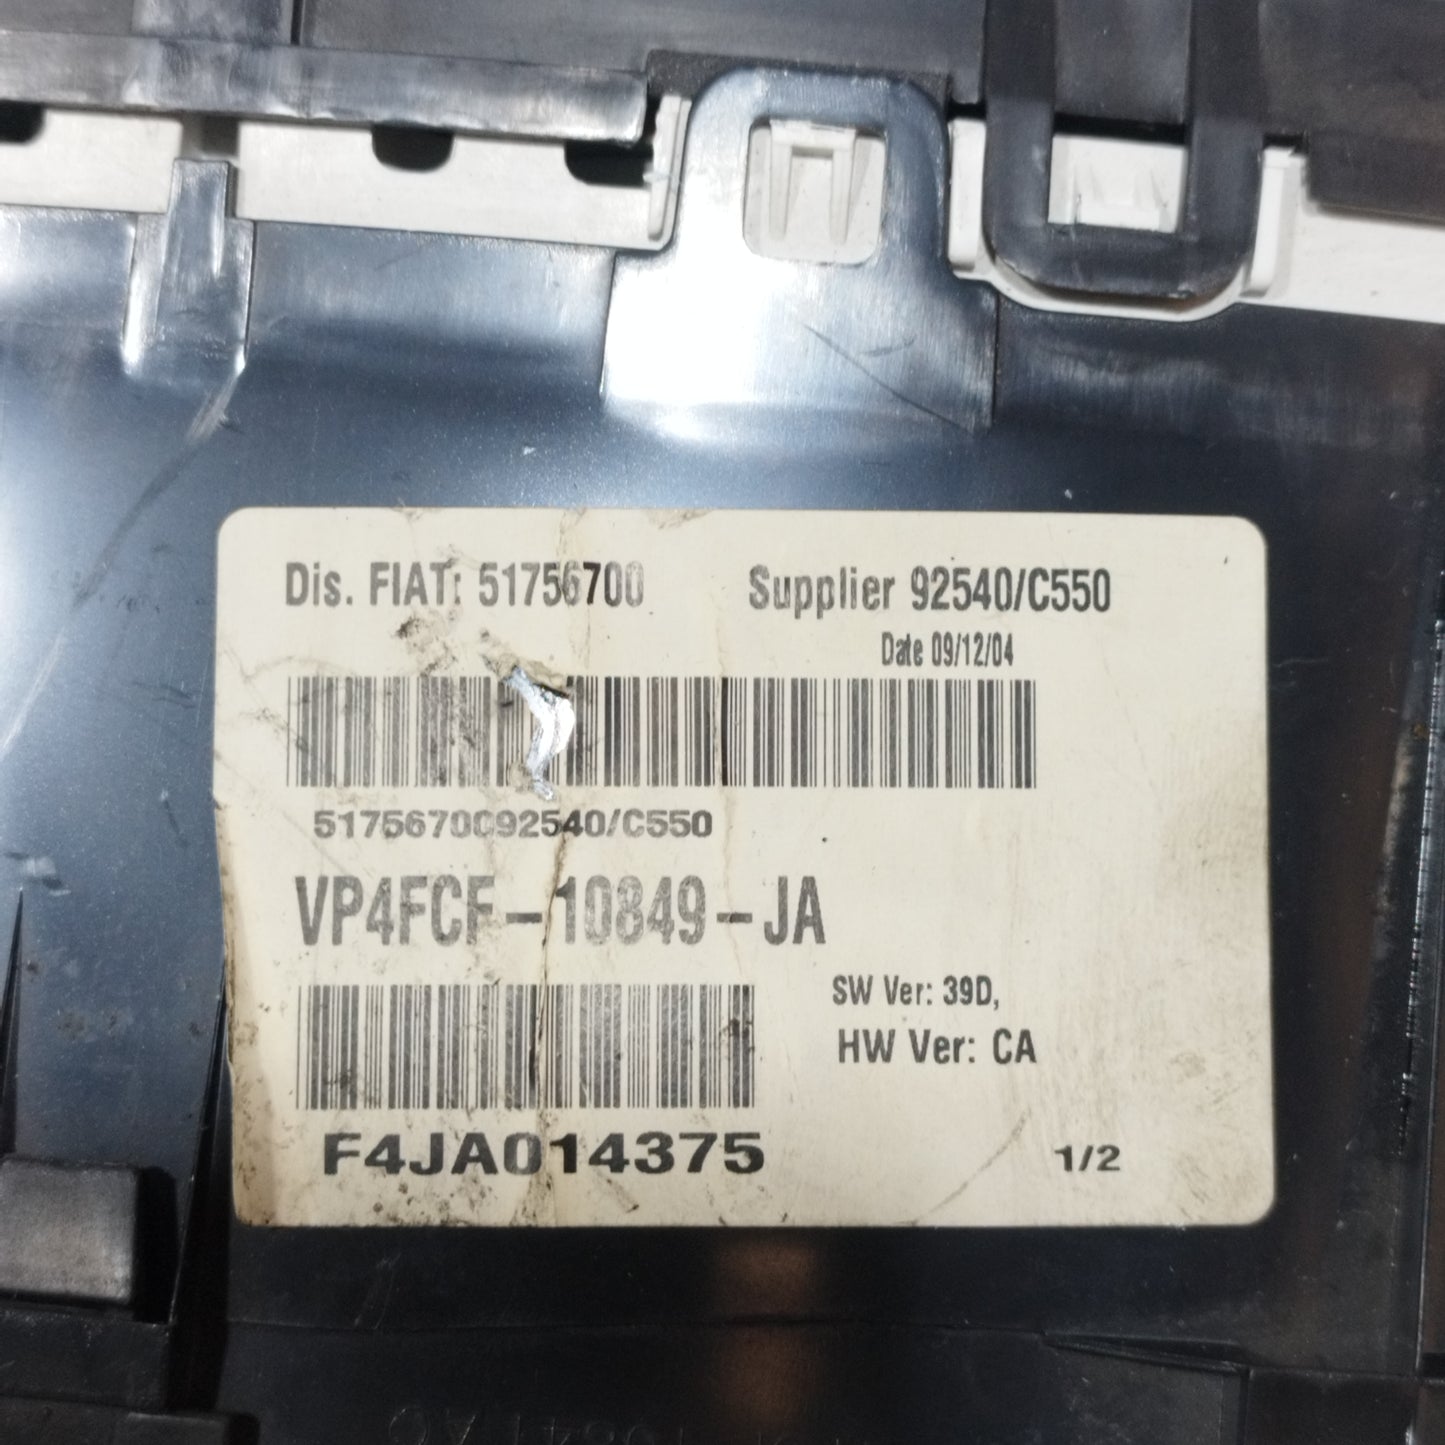 Dis. FIAT: 51756700 Supplier 92540/C550
Date 09/12/04
5175670092540/C550
VP4FCF-10849-JA
SW Ver: 39D,
HW Ver: CA
F4JA014375 1/2